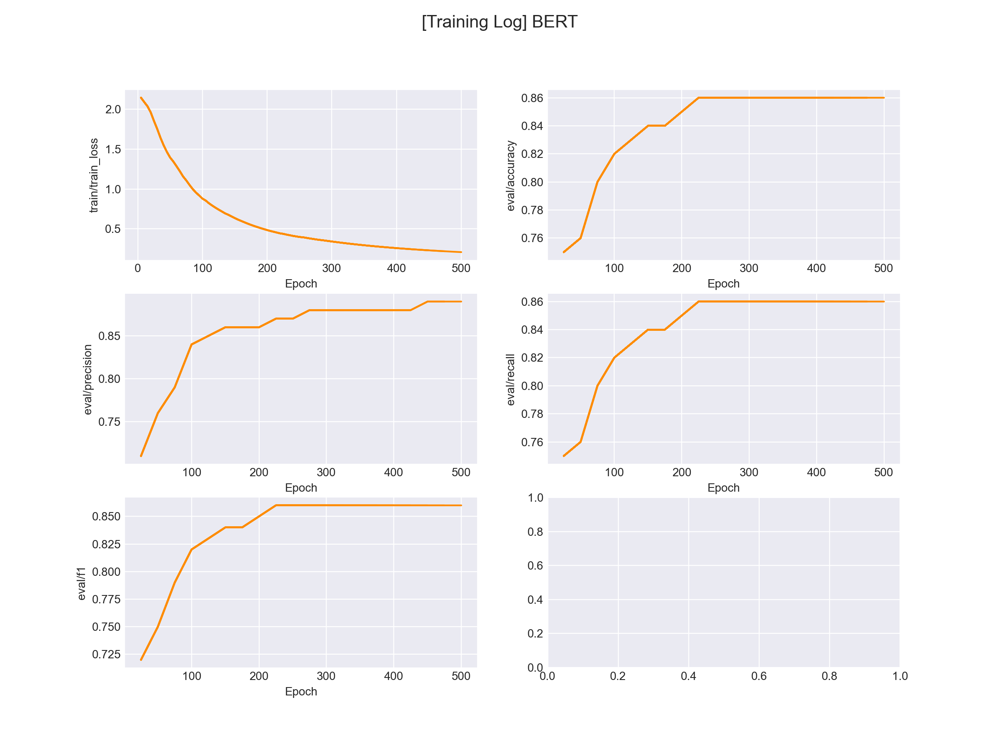 [Training Log] BERT
train/train_loss
2.0
1.5
1.0
0.5
0 100 200 300 400 500
Epoch
eval/accuracy
0.86
0.84
0.82
0.80
0.78
0.76
100 200 300 400 500
Epoch
eval/precision
0.85
0.80
0.75
100 200 300 400 500
Epoch
eval/recall
0.86
0.84
0.82
0.80
0.78
0.76
100 200 300 400 500
Epoch
eval/f1
0.850
0.825
0.800
0.775
0.750
0.725
100 200 300 400 500
Epoch
1.0
0.8
0.6
0.4
0.2
0.0
0.0 0.2 0.4 0.6 0.8 1.0